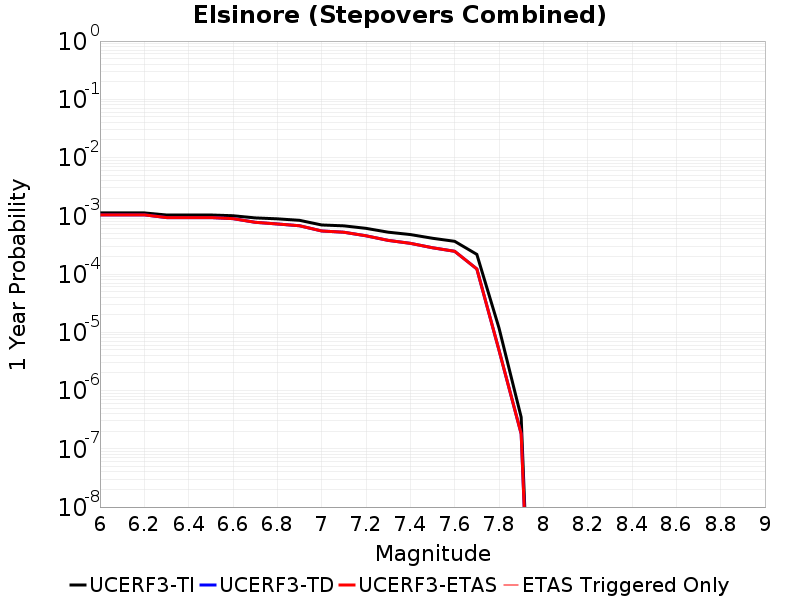 Elsinore (Stepovers Combined)
1 Year Probability
10^0
10^-1
10^-2
10^-3
10^-4
10^-5
10^-6
10^-7
10^-8
6 6.2 6.4 6.6 6.8 7 7.2 7.4 7.6 7.8 8 8.2 8.4 8.6 8.8 9
Magnitude
UCERF3-TI UCERF3-TD UCERF3-ETAS ETAS Triggered Only